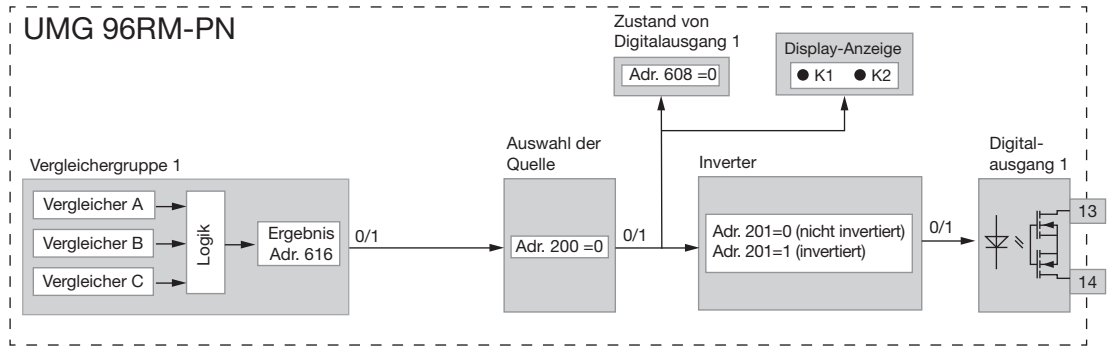 UMG 96RM-PN
Zustand von
Digitalausgang 1
Adr. 608 =0
Display-Anzeige
K1 K2
Vergleichergruppe 1
Vergleicher A
Vergleicher B
Vergleicher C
Logik
Ergebnis
Adr. 616
0/1
Auswahl der
Quelle
Adr. 200 =0
0/1
Inverter
Adr. 201=0 (nicht invertiert)
Adr. 201=1 (invertiert)
0/1
Digital-
ausgang 1
13
14